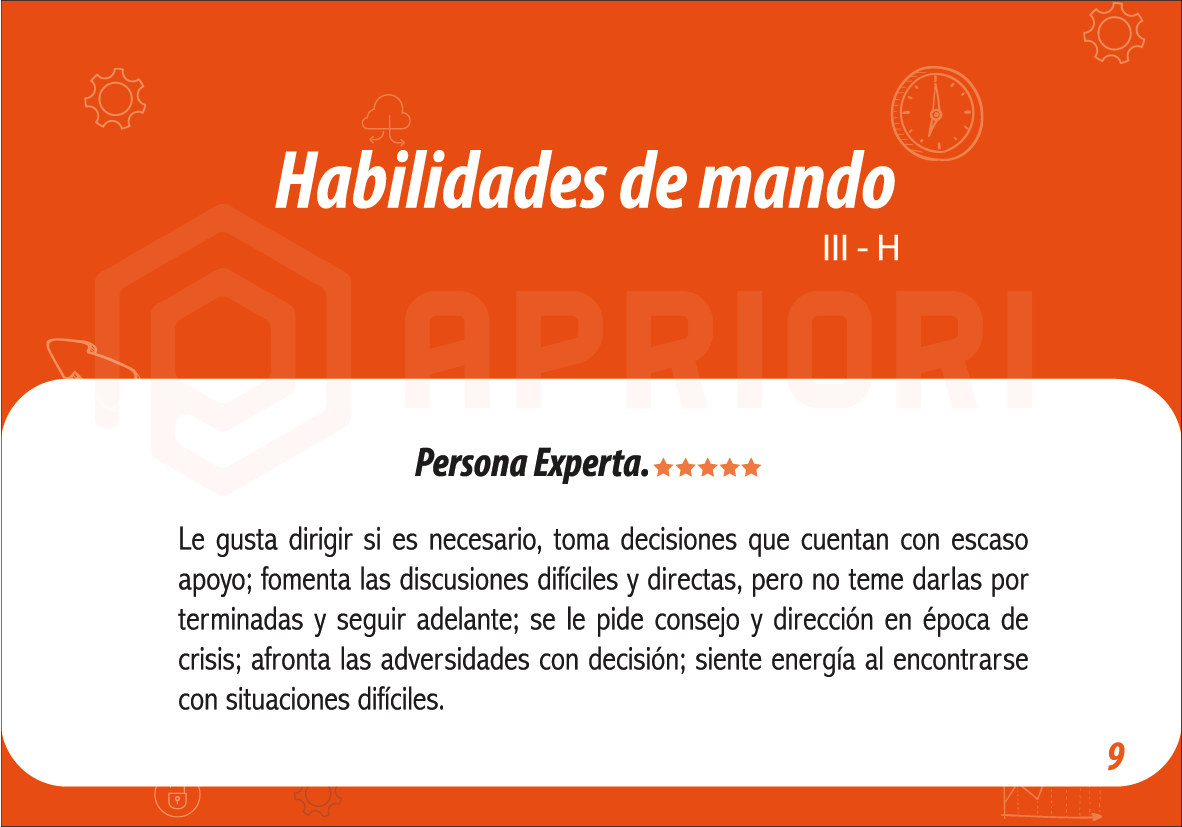 Habilidades de mando
III - H
APRIORI
Persona Experta.
Le gusta dirigir si es necesario, toma decisiones que cuentan con escaso
apoyo; fomenta las discusiones difíciles y directas, pero no teme darlas por
terminadas y seguir adelante; se le pide consejo y dirección en época de
crisis; afronta las adversidades con decisión; siente energía al encontrarse
con situaciones difíciles.
9